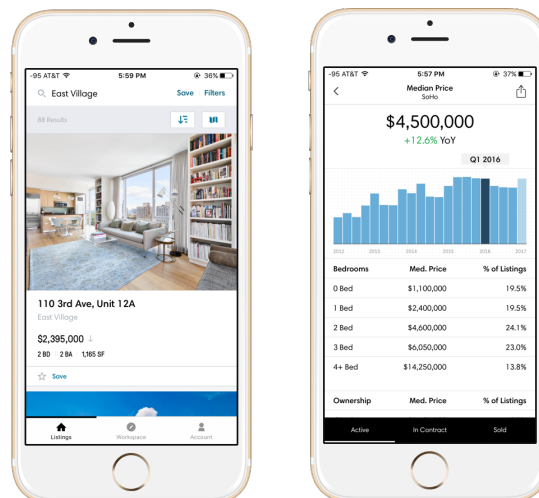 -95 AT&T 5:59 PM 36%
East Village Save Filters
88 Results
110 3rd Ave, Unit 12A
East Village
$2,395,000 ↓
2 BD 2 BA 1,165 SF
Save
Listings Workspace Account
-95 AT&T 5:57 PM 37%
Median Price
SoHo
$4,500,000
+12.6% YoY
Q1 2016
2012 2013 2014 2015 2016 2017
Bedrooms Med. Price % of Listings
0 Bed $1,100,000 19.5%
1 Bed $2,400,000 19.5%
2 Bed $4,600,000 24.1%
3 Bed $6,050,000 23.0%
4+ Bed $14,250,000 13.8%
Ownership Med. Price % of Listings
Active In Contract Sold